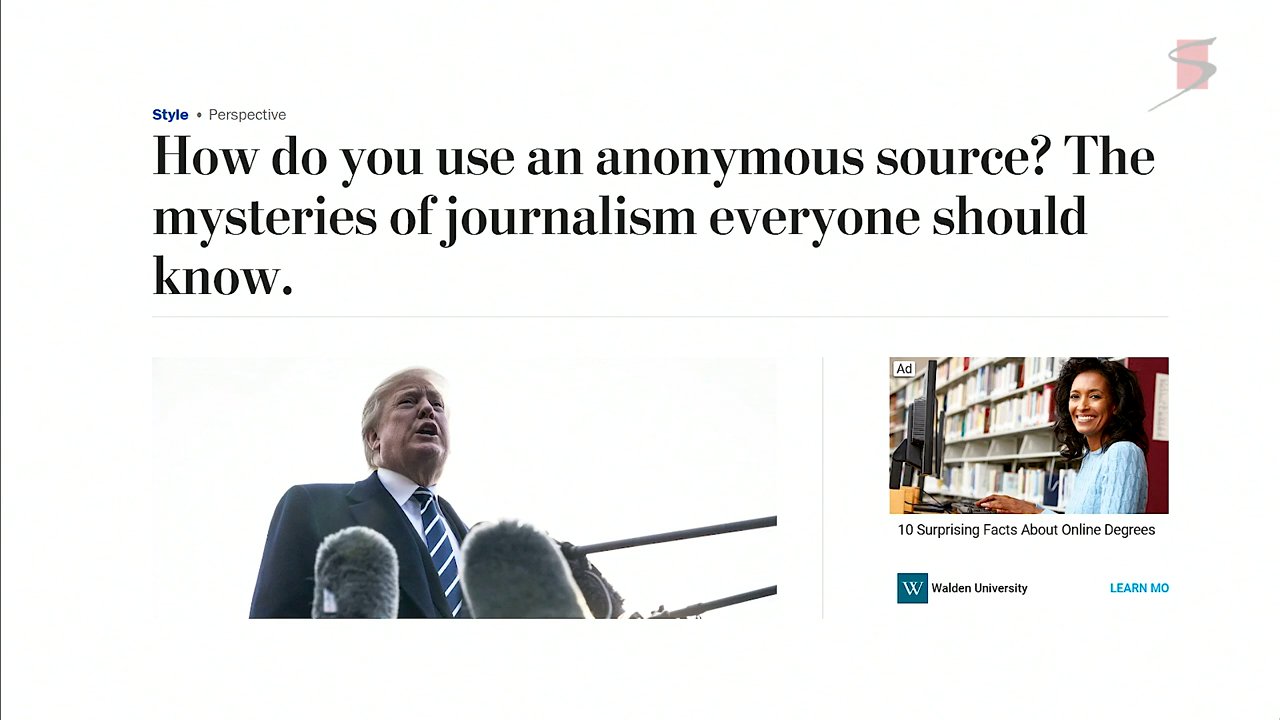 Style • Perspective
How do you use an anonymous source? The
mysteries of journalism everyone should
know.
Ad
10 Surprising Facts About Online Degrees
W Walden University
LEARN MO
S